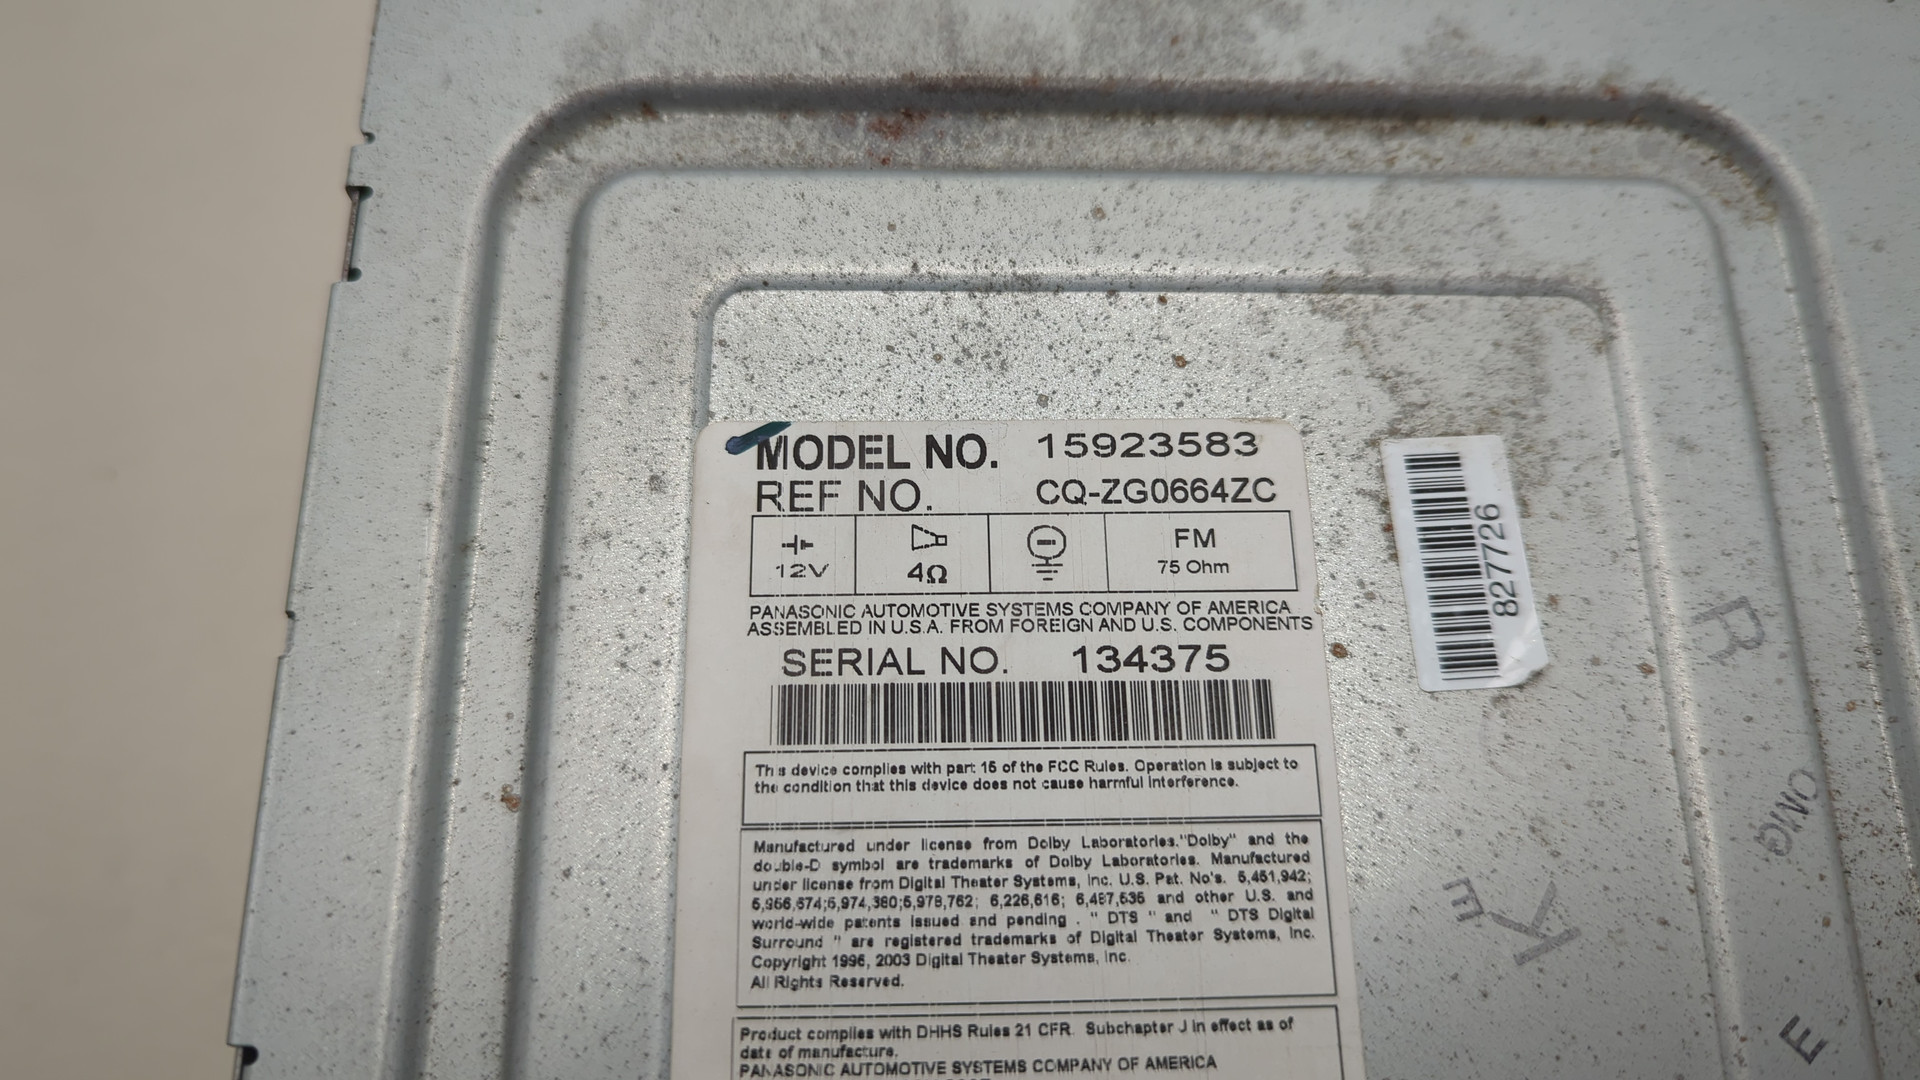 MODEL NO. 15923583
REF NO. CQ-ZG0664ZC
12V 4Ω FM
75 Ohm
PANASONIC AUTOMOTIVE SYSTEMS COMPANY OF AMERICA
ASSEMBLED IN U.S.A. FROM FOREIGN AND U.S. COMPONENTS
SERIAL NO. 134375
This device complies with part 15 of the FCC Rules. Operation is subject to
the condition that this device does not cause harmful interference.
Manufactured under license from Dolby Laboratories."Dolby" and the
double-D symbol are trademarks of Dolby Laboratories. Manufactured
under license from Digital Theater Systems, Inc. U.S. Pat. No's. 5,451,942;
5,956,674;5,974,380;5,978,762; 6,226,616; 6,487,535 and other U.S. and
world-wide patents issued and pending . " DTS " and " DTS Digital
Surround " are registered trademarks of Digital Theater Systems, Inc.
Copyright 1996, 2003 Digital Theater Systems, Inc.
All Rights Reserved.
Product complies with DHHS Rules 21 CFR. Subchapter J in effect as of
date of manufacture.
PANASONIC AUTOMOTIVE SYSTEMS COMPANY OF AMERICA
827726
R
E
K
E